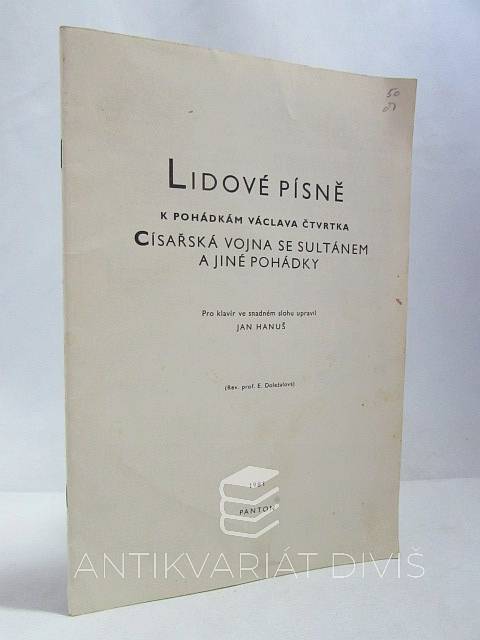 50
LIDOVÉ PÍSNĚ
K POHÁDKÁM VÁCLAVA ČTVRTKA
CÍSAŘSKÁ VOJNA SE SULTÁNEM
A JINÉ POHÁDKY
Pro klavír ve snadném slohu upravil
JAN HANUŠ
(Rev. prof. E. Doležalová)
1981
PANTON
ANTIKVARIÁT DIVIŠ